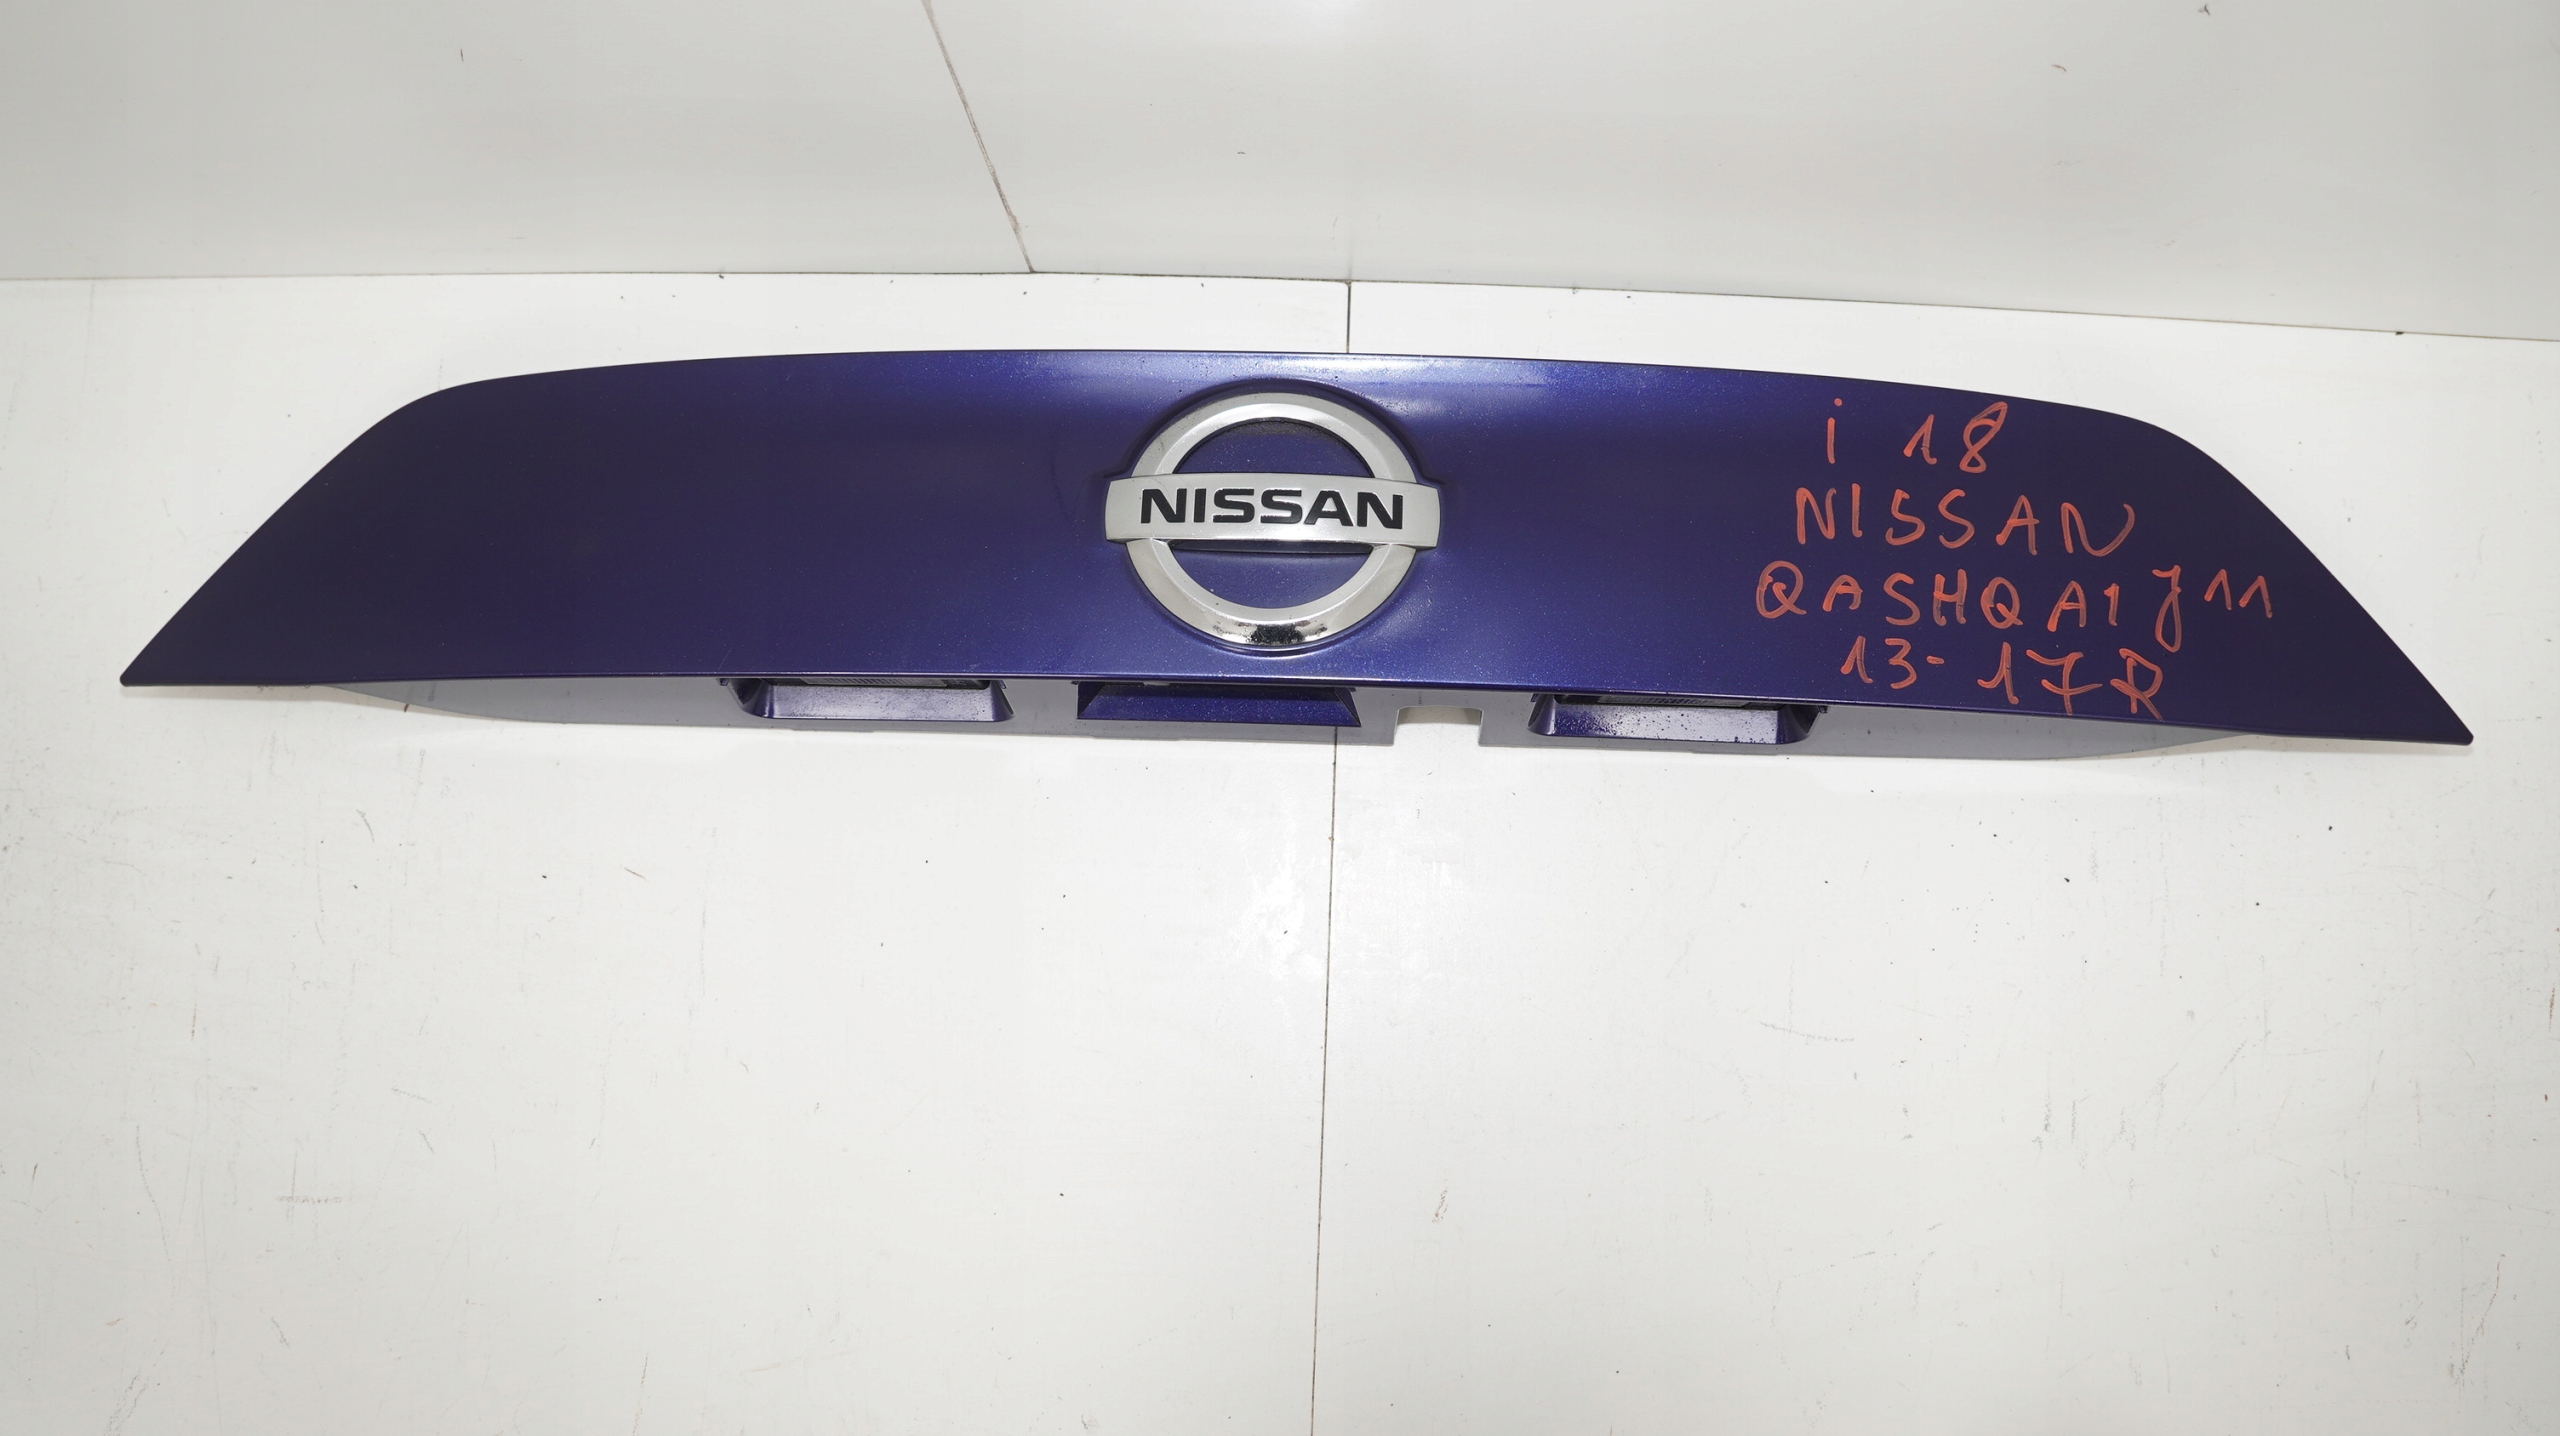 NISSAN
i 18
NISSAN
QASHQAI J11
13-17R